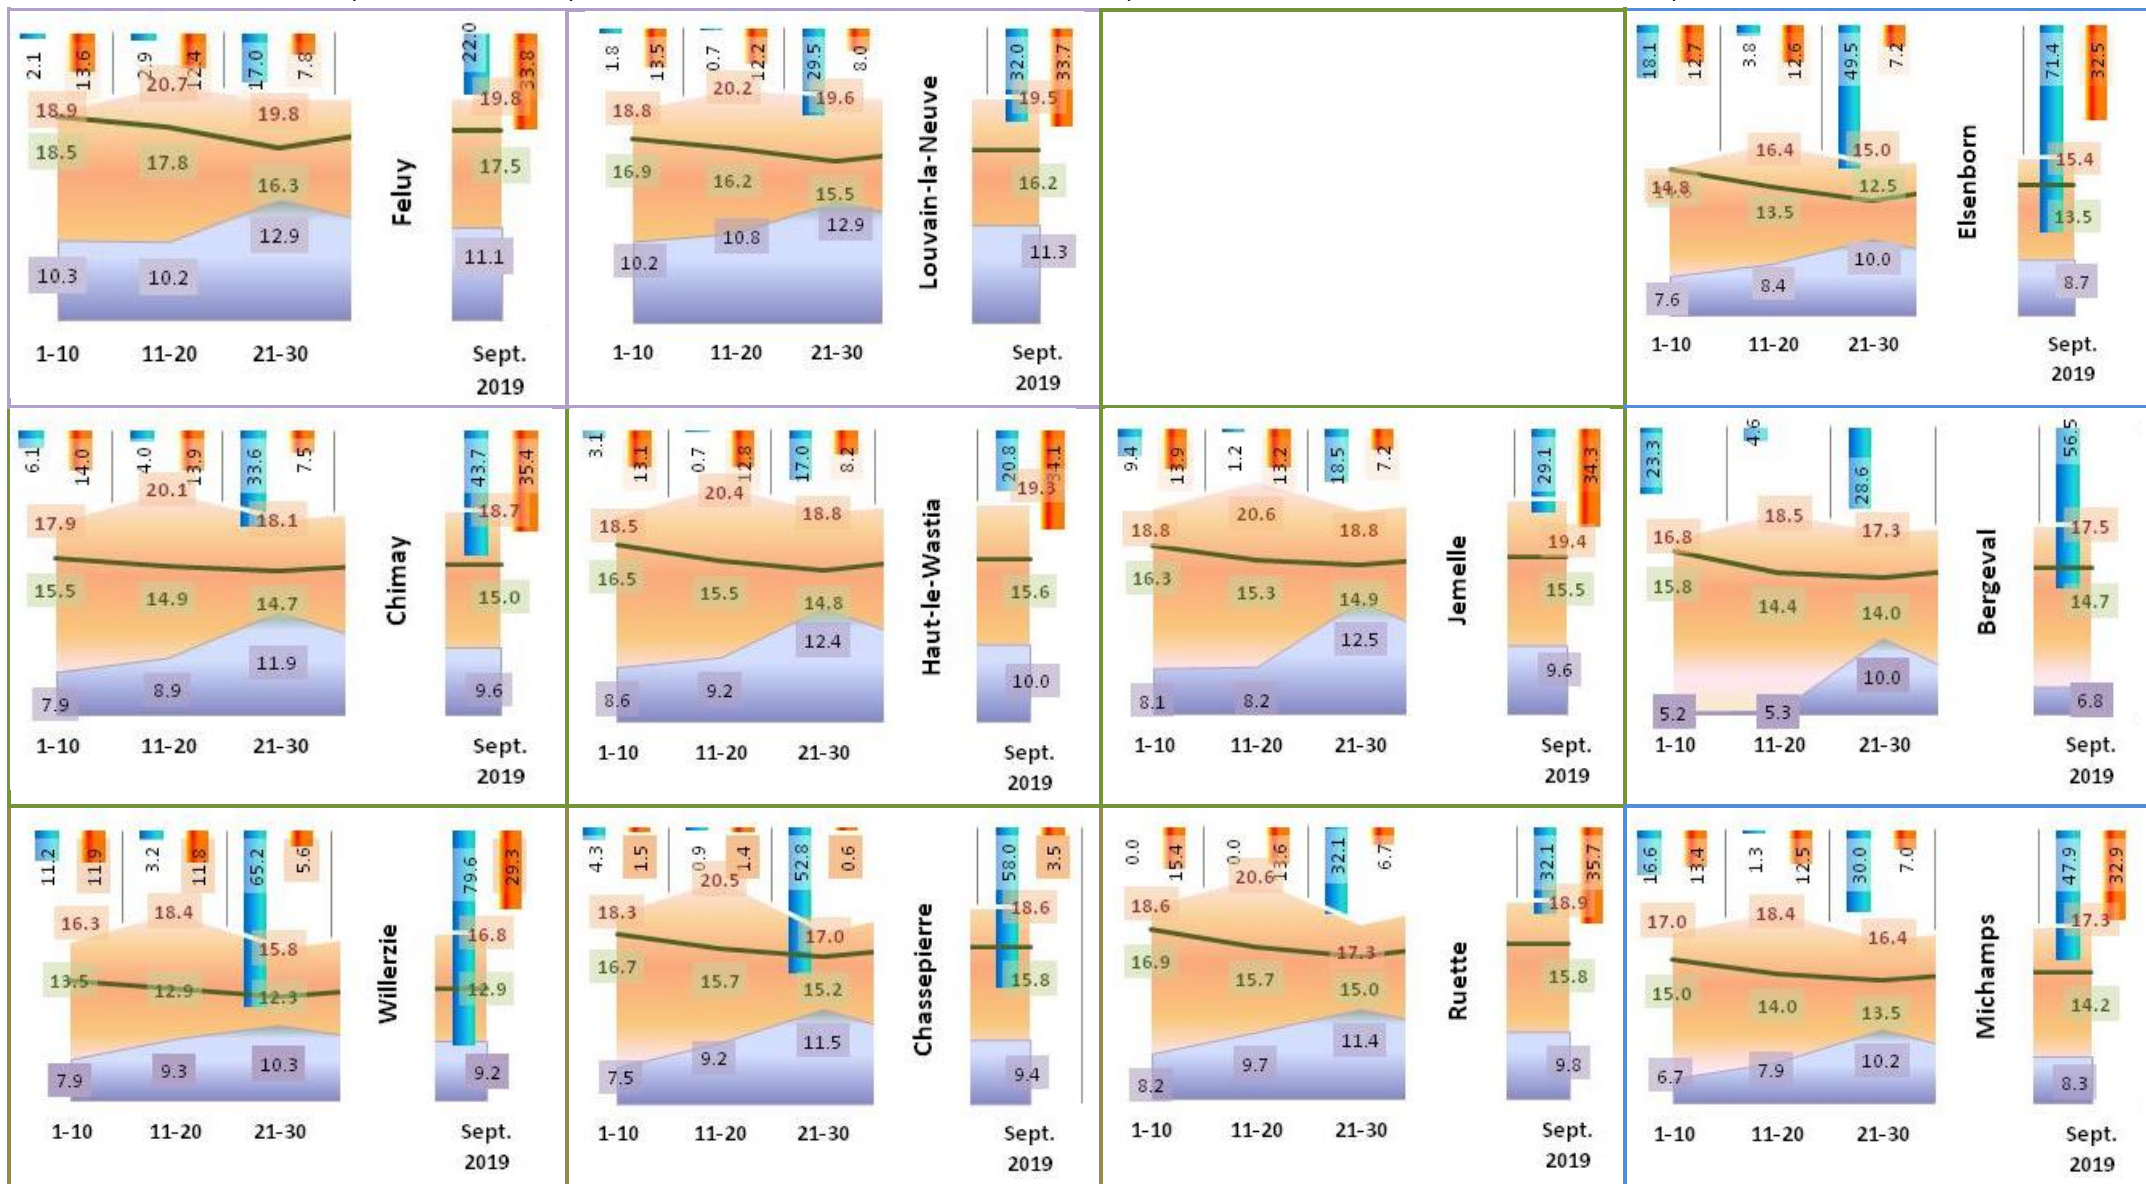 2.1 13.6 2.9 12.4 17.0 7.8 22.0 33.8
18.9 20.7 19.8 19.8
18.5 17.8 16.3 17.5
10.3 10.2 12.9 11.1
Feluy
1-10 11-20 21-30 Sept.
2019
1.8 13.5 0.7 12.2 29.5 8.0 32.0 33.7
18.8 20.2 19.6 19.5
16.9 16.2 15.5 16.2
10.2 10.8 12.9 11.3
Louvain-la-Neuve
1-10 11-20 21-30 Sept.
2019
18.1 12.7 3.8 12.6 49.5 7.2 71.4 32.5
14.8 16.4 15.0 15.4
13.5 12.5 13.5
7.6 8.4 10.0 8.7
Elsenborn
1-10 11-20 21-30 Sept.
2019
6.1 14.0 4.0 13.9 33.6 7.5 43.7 35.4
17.9 20.1 18.1 18.7
15.5 14.9 14.7 15.0
7.9 8.9 11.9 9.6
Chimay
1-10 11-20 21-30 Sept.
2019
3.1 13.1 0.7 12.8 17.0 8.2 20.8 34.1
18.5 20.4 18.8
16.5 15.5 14.8 15.6
8.6 9.2 12.4 10.0
Haut-le-Wastia
1-10 11-20 21-30 Sept.
2019
9.4 13.9 1.2 13.2 18.5 7.2 29.1 34.3
18.8 20.6 18.8 19.4
16.3 15.3 14.9 15.5
8.1 8.2 12.5 9.6
Jemelle
1-10 11-20 21-30 Sept.
2019
23.3 4.6 28.6 56.5
16.8 18.5 17.3 17.5
15.8 14.4 14.0 14.7
5.2 5.3 10.0 6.8
Bergeval
1-10 11-20 21-30 Sept.
2019
11.2 11.9 3.2 11.8 65.2 5.6 79.6 29.3
16.3 18.4 15.8 16.8
13.5 12.9 12.3 12.9
7.9 9.3 10.3 9.2
Willerzie
1-10 11-20 21-30 Sept.
2019
4.3 1.5 0.9 1.4 52.8 0.6 58.0 3.5
18.3 20.5 17.0 18.6
16.7 15.7 15.2 15.8
7.5 9.2 11.5 9.4
Chassepierre
1-10 11-20 21-30 Sept.
2019
0.0 15.4 0.0 13.6 32.1 6.7 32.1 35.7
18.6 20.6 17.3 18.9
16.9 15.7 15.0 15.8
8.2 9.7 11.4 9.8
Ruette
1-10 11-20 21-30 Sept.
2019
16.6 13.4 1.3 12.5 30.0 7.0 47.9 32.9
17.0 18.4 16.4 17.3
15.0 14.0 13.5 14.2
6.7 7.9 10.2 8.3
Michamps
1-10 11-20 21-30 Sept.
2019